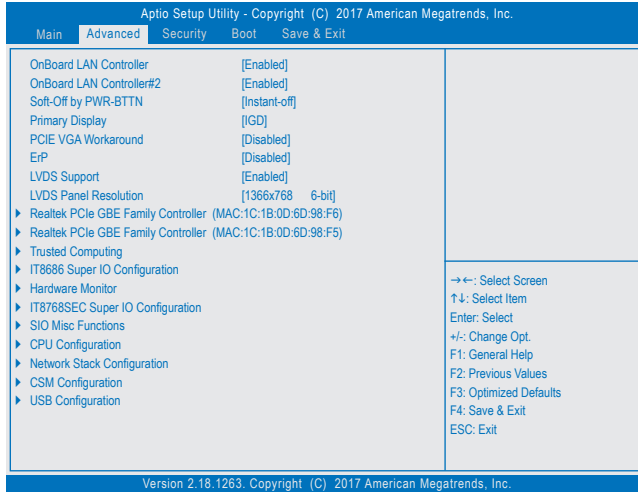 Aptio Setup Utility - Copyright (C) 2017 American Megatrends, Inc.
Main Advanced Security Boot Save & Exit
OnBoard LAN Controller [Enabled]
OnBoard LAN Controller#2 [Enabled]
Soft-Off by PWR-BTTN [Instant-off]
Primary Display [IGD]
PCIE VGA Workaround [Disabled]
ErP [Disabled]
LVDS Support [Enabled]
LVDS Panel Resolution [1366x768 6-bit]
Realtek PCIe GBE Family Controller (MAC:1C:1B:0D:6D:98:F6)
Realtek PCIe GBE Family Controller (MAC:1C:1B:0D:6D:98:F5)
Trusted Computing
IT8686 Super IO Configuration
Hardware Monitor
IT8768SEC Super IO Configuration
SIO Misc Functions
CPU Configuration
Network Stack Configuration
CSM Configuration
USB Configuration
→←: Select Screen
↑↓: Select Item
Enter: Select
+/-: Change Opt.
F1: General Help
F2: Previous Values
F3: Optimized Defaults
F4: Save & Exit
ESC: Exit
Version 2.18.1263. Copyright (C) 2017 American Megatrends, Inc.